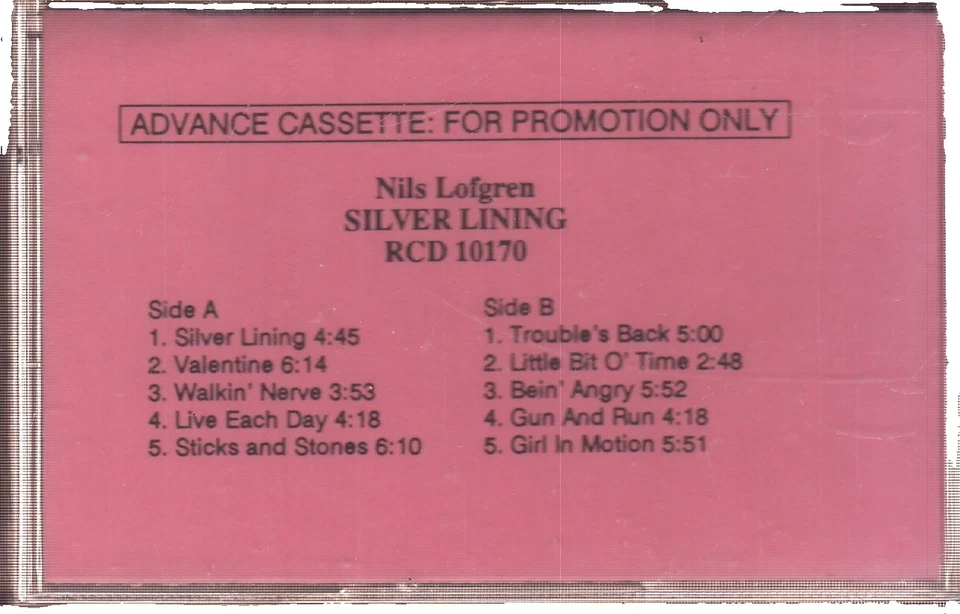 ADVANCE CASSETTE: FOR PROMOTION ONLY
Nils Lofgren
SILVER LINING
RCD 10170
Side A
1. Silver Lining 4:45
2. Valentine 6:14
3. Walkin' Nerve 3:53
4. Live Each Day 4:18
5. Sticks and Stones 6:10
Side B
1. Trouble's Back 5:00
2. Little Bit O' Time 2:48
3. Bein' Angry 5:52
4. Gun And Run 4:18
5. Girl In Motion 5:51